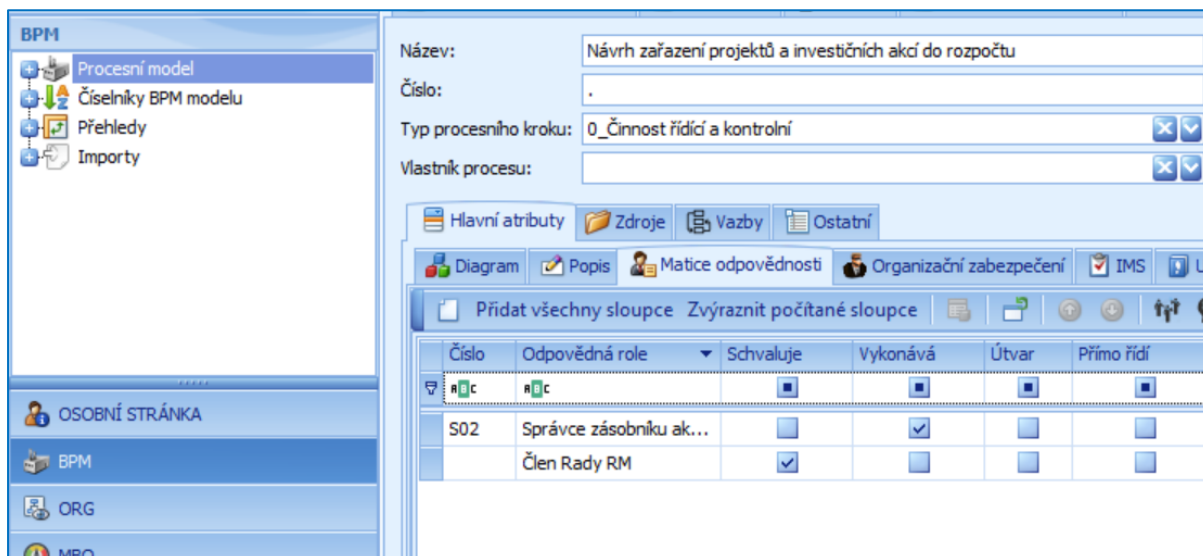 BPM
Procesní model
Číselníky BPM modelu
Přehledy
Importy
OSOBNÍ STRÁNKA
BPM
ORG
MBO
Název: Návrh zařazení projektů a investičních akcí do rozpočtu
Číslo: .
Typ procesního kroku: 0_Činnost řídící a kontrolní
Vlastník procesu:
Hlavní atributy Zdroje Vazby Ostatní
Diagram Popis Matice odpovědnosti Organizační zabezpečení IMS
Přidat všechny sloupce Zvýraznit počítané sloupce
Číslo Odpovědná role Schvaluje Vykonává Útvar Přímo řídí
ABC ABC
S02 Správce zásobníku ak...
Člen Rady RM